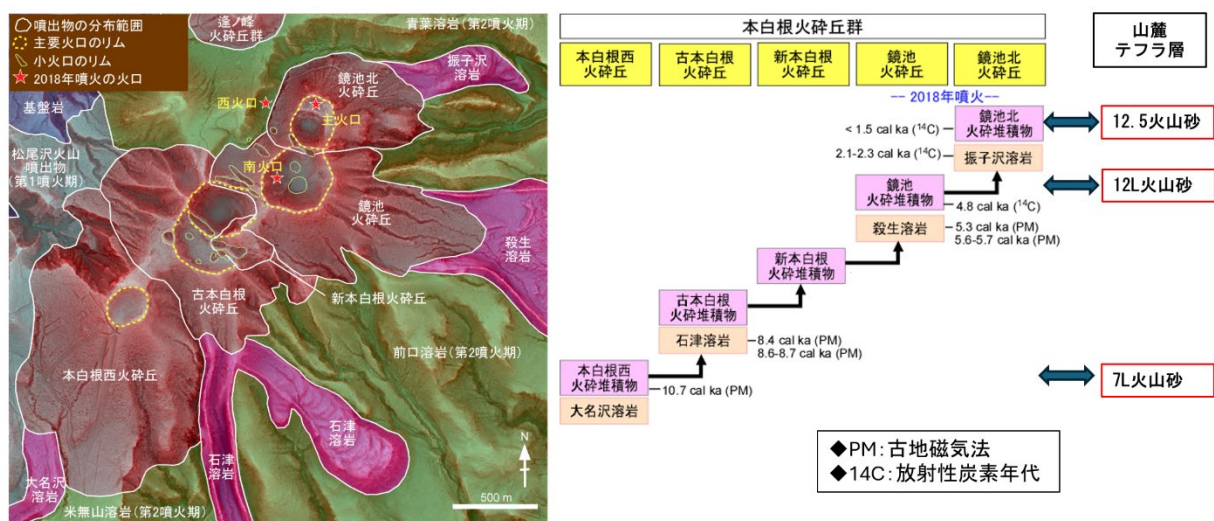 噴出物の分布範囲
主要火口のリム
小火口のリム
2018年噴火の火口
逢ノ峰
火砕丘群
青葉溶岩(第2噴火期)
振子沢
溶岩
鏡池北
火砕丘
西火口
主火口
基盤岩
松尾沢火山
噴出物
(第1噴火期)
南火口
鏡池
火砕丘
殺生
溶岩
古本白根
火砕丘
新本白根火砕丘
前口溶岩(第2噴火期)
本白根西火砕丘
石津
溶岩
石津
溶岩
大名沢
溶岩
米無山溶岩(第2噴火期)
N
500 m
本白根火砕丘群
本白根西
火砕丘
古本白根
火砕丘
新本白根
火砕丘
鏡池
火砕丘
鏡池北
火砕丘
山麓
テフラ層
-- 2018年噴火--
< 1.5 cal ka (14C)
鏡池北
火砕堆積物
12.5火山砂
2.1-2.3 cal ka (14C)
振子沢溶岩
鏡池
火砕堆積物
12L火山砂
4.8 cal ka (14C)
殺生溶岩
5.3 cal ka (PM)
5.6-5.7 cal ka (PM)
新本白根
火砕堆積物
古本白根
火砕堆積物
石津溶岩
8.4 cal ka (PM)
8.6-8.7 cal ka (PM)
本白根西
火砕堆積物
10.7 cal ka (PM)
7L火山砂
大名沢溶岩
◆PM:古地磁気法
◆14C:放射性炭素年代